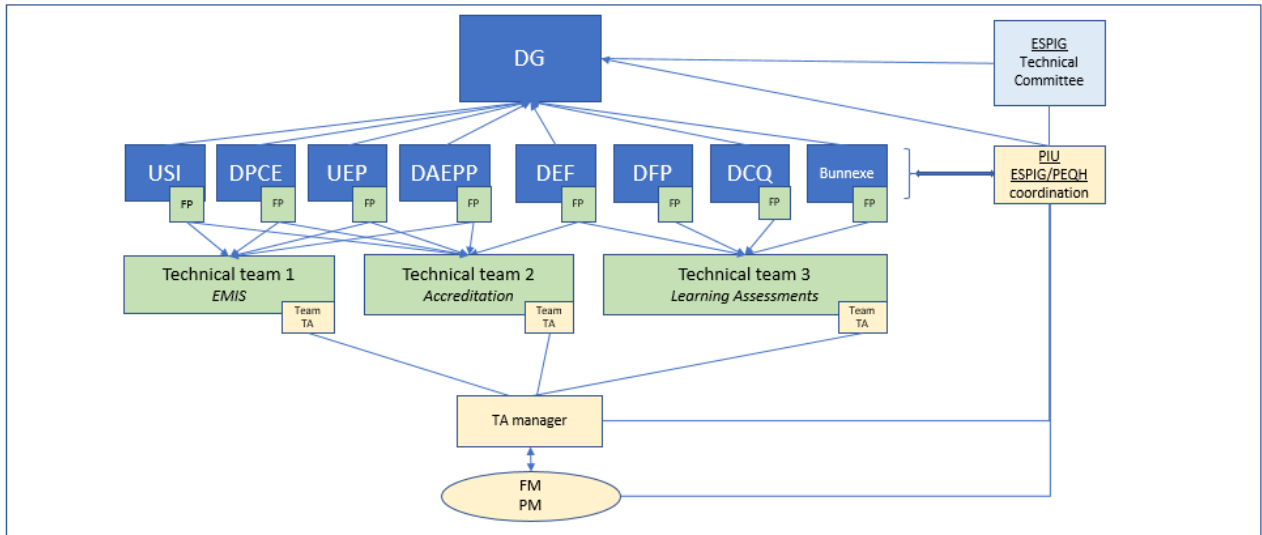 DG
ESPIG
Technical
Committee
USI
DPCE
UEP
DAEPP
DEF
DFP
DCQ
Bunnexe
PIU
ESPIG/PEQH
coordination
FP
FP
FP
FP
FP
FP
FP
FP
Technical team 1
EMIS
Technical team 2
Accreditation
Technical team 3
Learning Assessments
Team
TA
Team
TA
Team
TA
TA manager
FM
PM